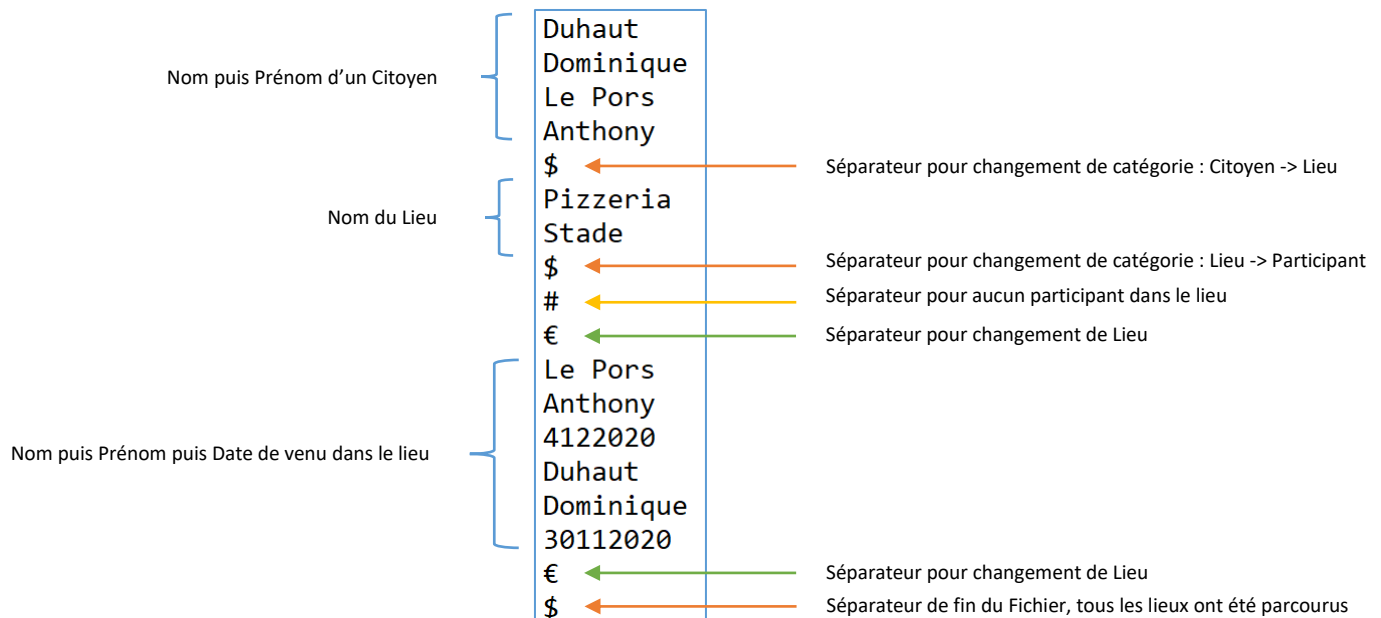 Duhaut
Dominique
Nom puis Prénom d'un Citoyen
Le Pors
Anthony
$ Séparateur pour changement de catégorie : Citoyen -> Lieu
Pizzeria
Nom du Lieu
Stade
$ Séparateur pour changement de catégorie : Lieu -> Participant
# Séparateur pour aucun participant dans le lieu
€ Séparateur pour changement de Lieu
Le Pors
Anthony
4122020
Nom puis Prénom puis Date de venu dans le lieu
Duhaut
Dominique
30112020
€ Séparateur pour changement de Lieu
$ Séparateur de fin du Fichier, tous les lieux ont été parcourus